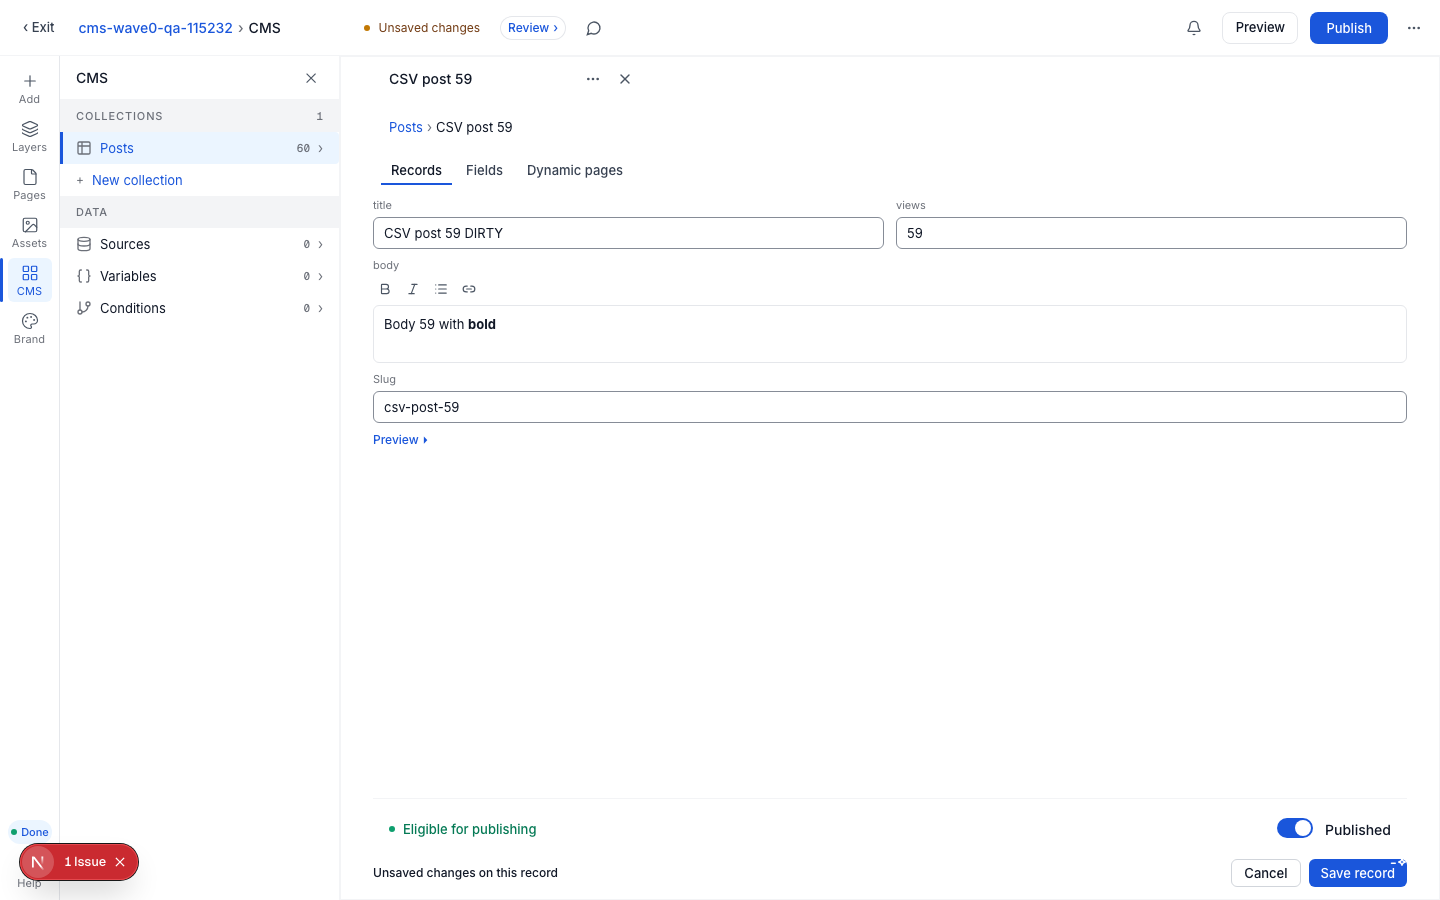 ‹ Exit
cms-wave0-qa-115232 › CMS
Unsaved changes
Review ›
Preview
Publish
Add
Layers
Pages
Assets
CMS
Brand
Done
Help
1 Issue
CMS
COLLECTIONS 1
Posts 60 ›
+ New collection
DATA
Sources 0 ›
Variables 0 ›
Conditions 0 ›
CSV post 59
Posts › CSV post 59
Records Fields Dynamic pages
title
CSV post 59 DIRTY
views
59
body
Body 59 with bold
Slug
csv-post-59
Preview
Eligible for publishing
Published
Unsaved changes on this record
Cancel
Save record